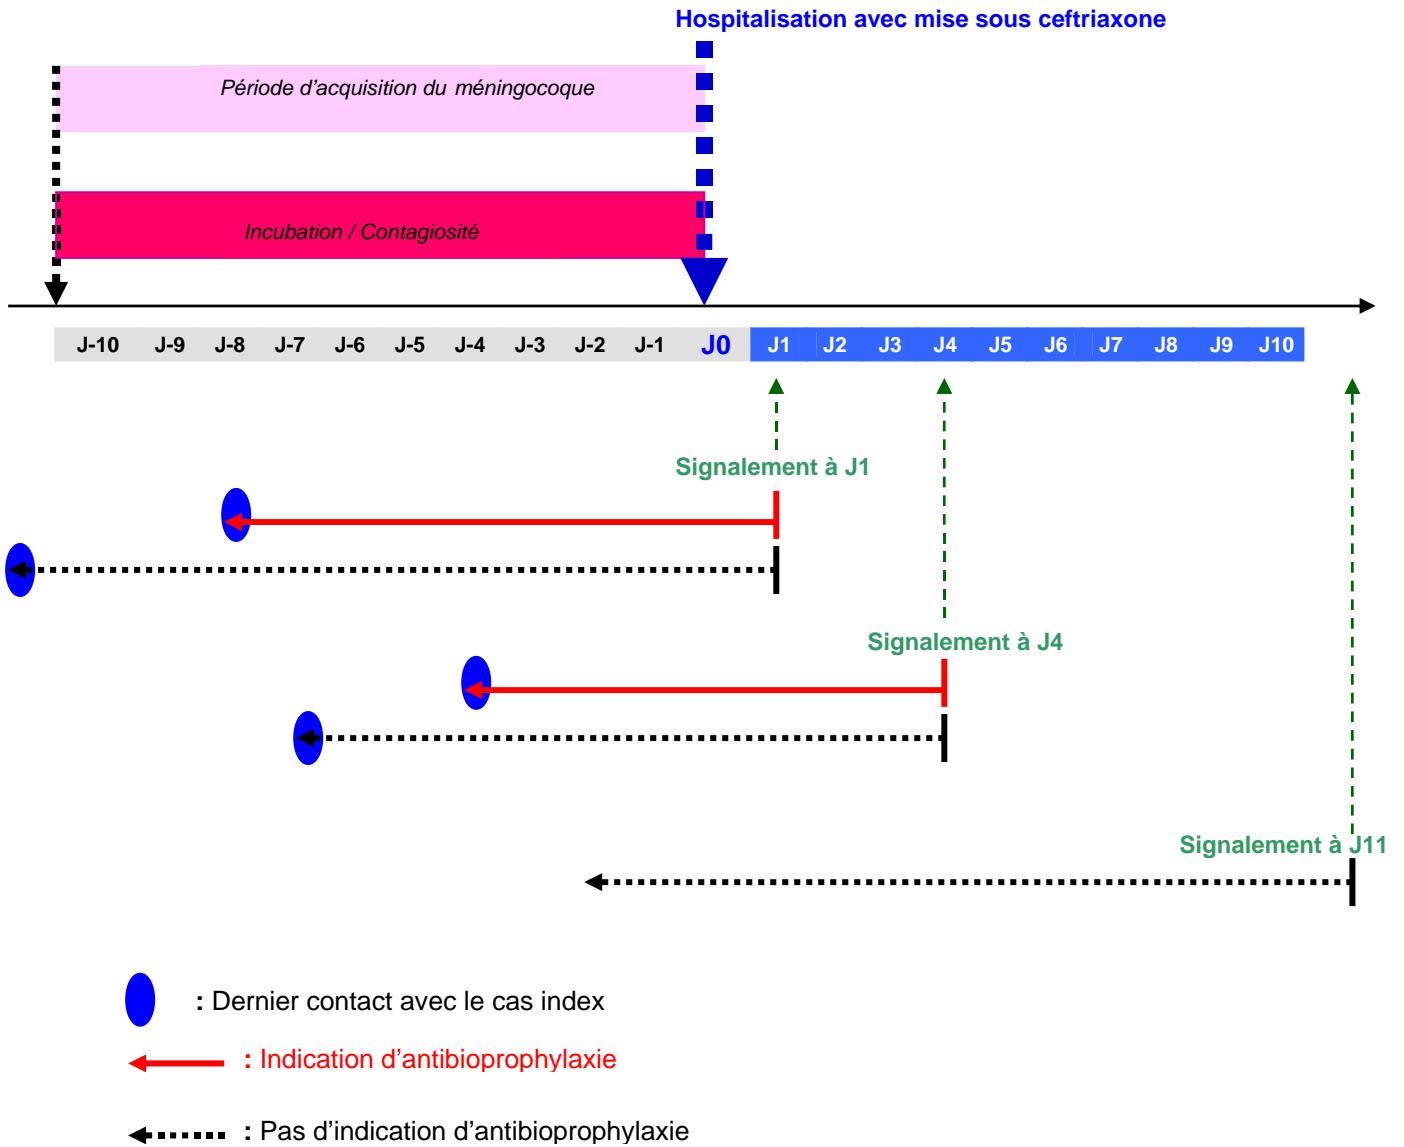 Hospitalisation avec mise sous ceftriaxone
Période d’acquisition du méningocoque
Incubation / Contagiosité
J-10 J-9 J-8 J-7 J-6 J-5 J-4 J-3 J-2 J-1 J0 J1 J2 J3 J4 J5 J6 J7 J8 J9 J10
Signalement à J1
Signalement à J4
Signalement à J11
: Dernier contact avec le cas index
: Indication d’antibioprophylaxie
: Pas d’indication d’antibioprophylaxie